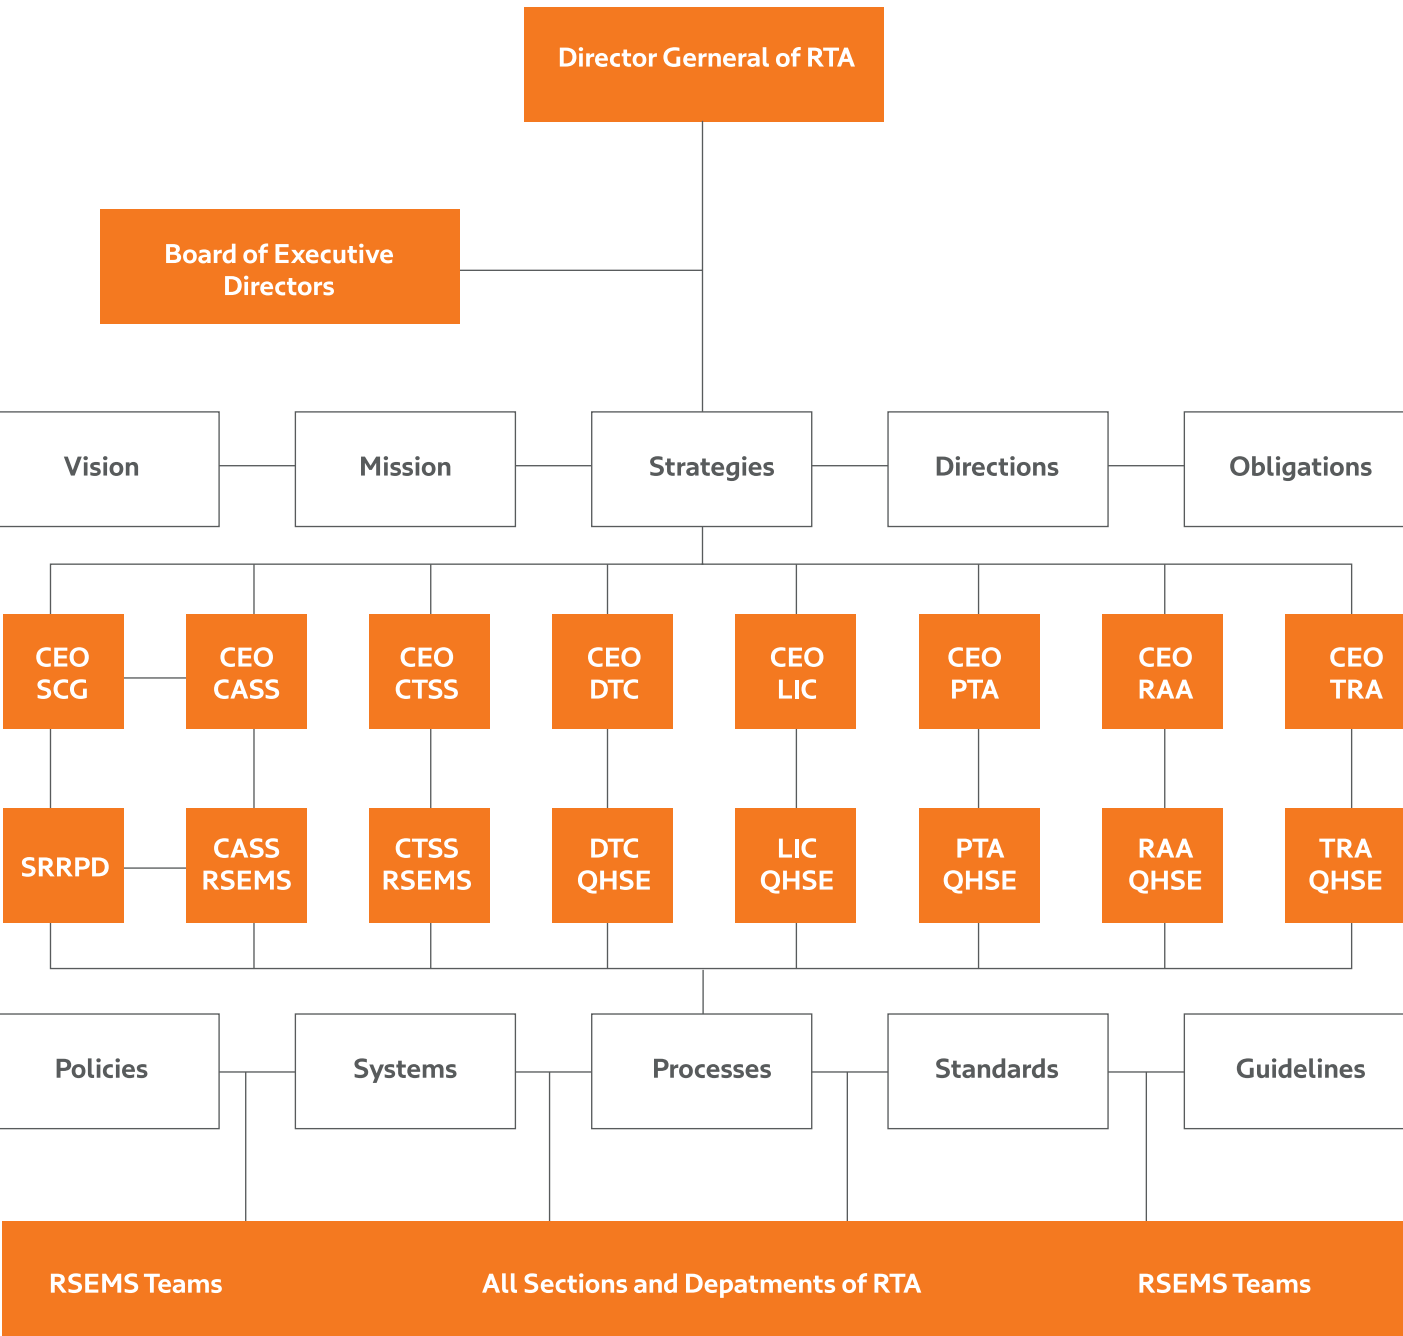 Director Gerneral of RTA
Board of Executive
Directors
Vision
Mission
Strategies
Directions
Obligations
CEO
SCG
CEO
CASS
CEO
CTSS
CEO
DTC
CEO
LIC
CEO
PTA
CEO
RAA
CEO
TRA
SRRPD
CASS
RSEMS
CTSS
RSEMS
DTC
QHSE
LIC
QHSE
PTA
QHSE
RAA
QHSE
TRA
QHSE
Policies
Systems
Processes
Standards
Guidelines
RSEMS Teams
All Sections and Depatments of RTA
RSEMS Teams